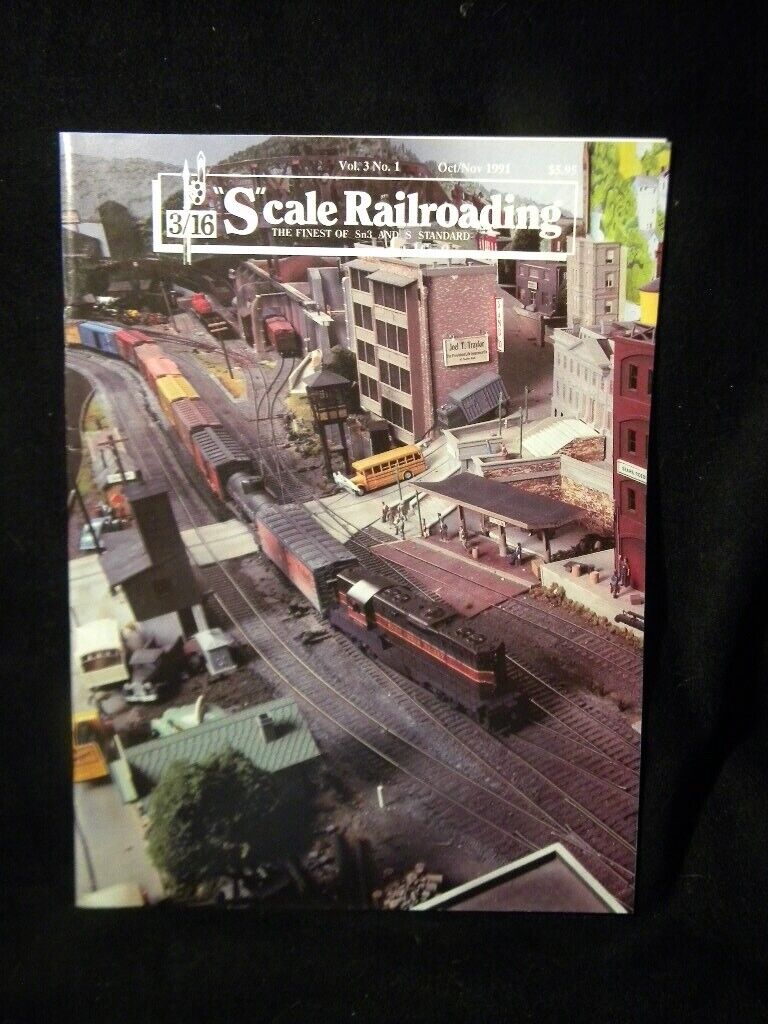 Vol. 3 No. 1 Oct/Nov 1991 $5.95
3/16 "S"cale Railroading
THE FINEST OF Sn3 AND S STANDARD
Joel T. Traylor